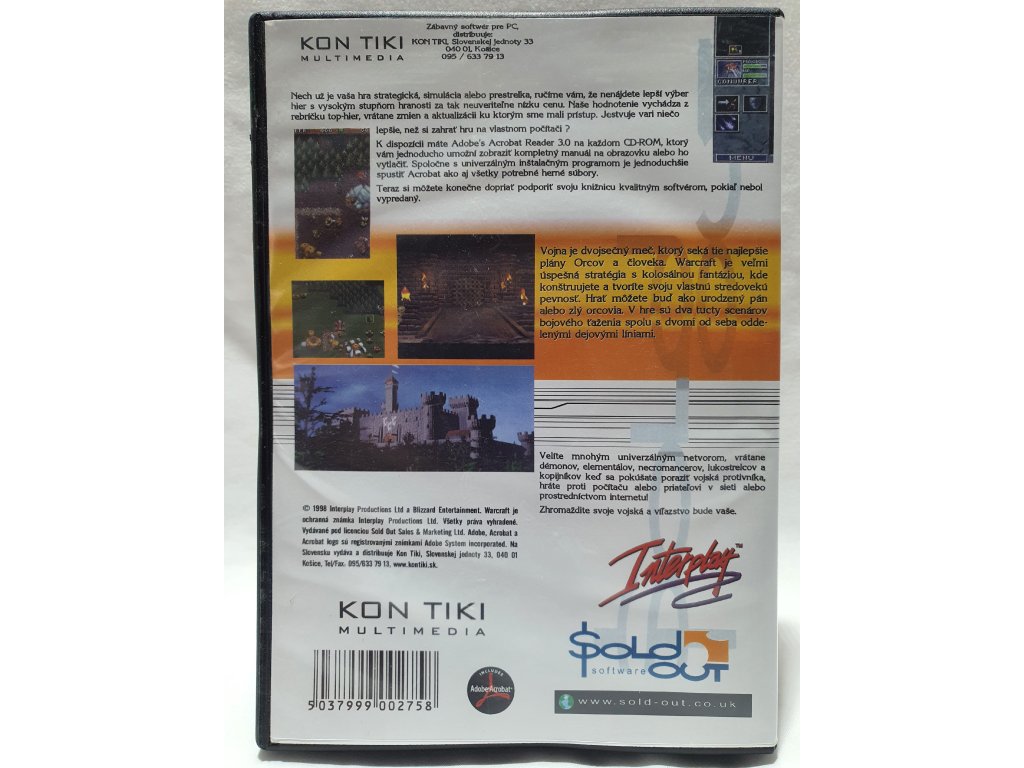 KON TIKI
MULTIMEDIA
Zábavný softwér pre PC,
distribuuje:
KON TIKI, Slovenskej jednoty 33
040 01, Košice
095 / 633 79 13
CONJURER
MENU
Nech už je vaša hra strategická, simulácia alebo prestrelka, ručíme vám, že nenájdete lepší výber
hier s vysokým stupňom hranosti za tak neuveriteľne nízku cenu. Naše hodnotenie vychádza z
rebríčku top-hier, vrátane zmien a aktualizácii ku ktorým sme mali prístup. Jestvuje vari niečo
lepšie, než si zahrať hru na vlastnom počítači ?
K dispozícii máte Adobe's Acrobat Reader 3.0 na každom CD-ROM, ktorý
vám jednoducho umožní zobraziť kompletný manuál na obrazovku alebo ho
vytlačiť. Spoločne s univerzálnym inštalačným programom je jednoduchšie
spustiť Acrobat ako aj všetky potrebné herné súbory.
Teraz si môžete konečne dopriať podporiť svoju knižnicu kvalitným softvérom, pokiaľ nebol
vypredaný.
Vojna je dvojsečný meč, ktorý seká tie najlepšie
plány Orcov a človeka. Warcraft je veľmi
úspešná stratégia s kolosálnou fantáziou, kde
konštruujete a tvoríte svoju vlastnú stredovekú
pevnosť. Hrať môžete buď ako urodzený pán
alebo zlý orcovia. V hre sú dva tucty scenárov
bojového ťaženia spolu s dvomi od seba odde-
lenými dejovými líniami.
Velíte mnohým univerzálnym netvorom, vrátane
démonov, elementálov, necromancerov, lukostrelcov a
kopijníkov keď sa pokúšate poraziť vojská protivníka,
hráte proti počítaču alebo priateľovi v sieti alebo
prostredníctvom internetu!
Zhromaždite svoje vojská a víťazstvo bude vaše.
© 1998 Interplay Productions Ltd a Blizzard Entertainment. Warcraft je
ochranná známka Interplay Productions Ltd. Všetky práva vyhradené.
Vydávané pod licenciou Sold Out Sales & Marketing Ltd. Adobe, Acrobat a
Acrobat logo sú registrovanými znímkami Adobe System incorporated. Na
Slovensku vydáva a distribuuje Kon Tiki, Slovenskej jednoty 33, 040 01
Košice, Tel/Fax. 095/633 79 13, www.kontiki.sk.
Interplay™
KON TIKI
MULTIMEDIA
SOLD
software OUT
INCLUDES
Adobe Acrobat
www.sold-out.co.uk
5 037999 002758